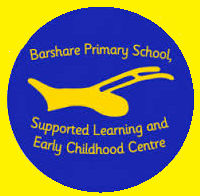 Barshare Primary School,
Supported Learning and
Early Childhood Centre